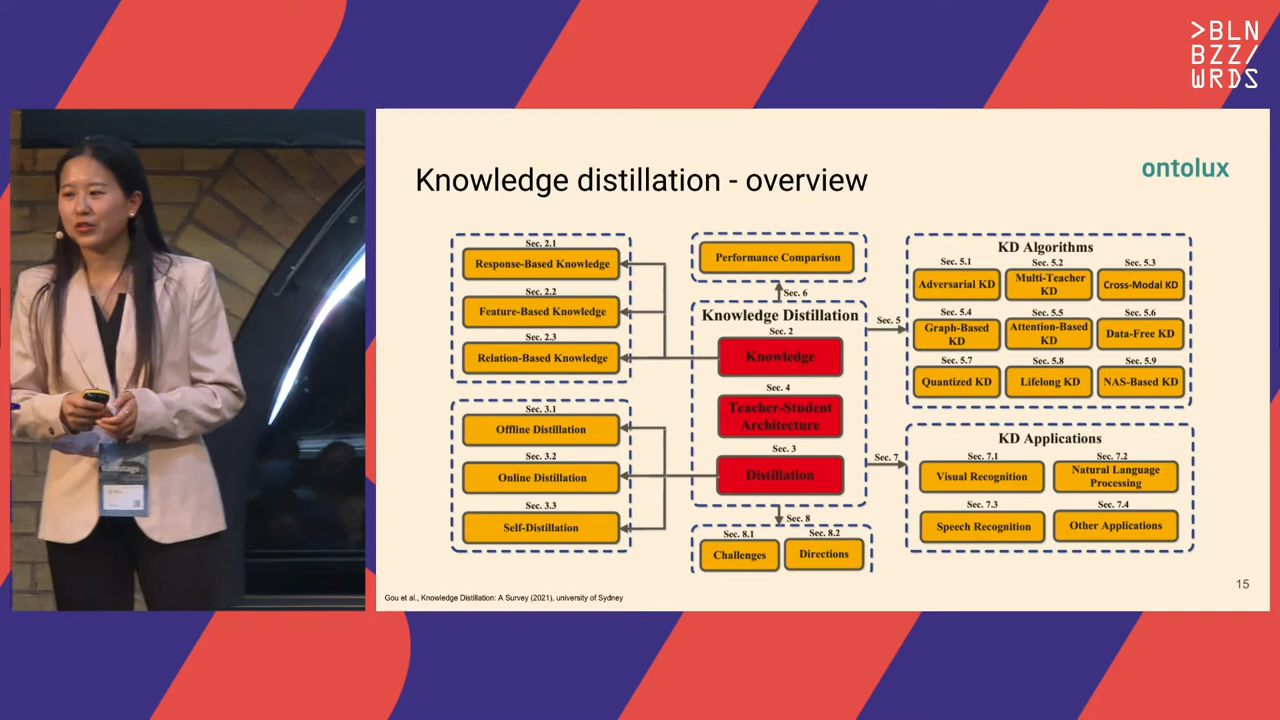 >BLN
BZZ/
WRDS
ontolux
Knowledge distillation - overview
Sec. 2.1
Response-Based Knowledge
Sec. 2.2
Feature-Based Knowledge
Sec. 2.3
Relation-Based Knowledge
Sec. 3.1
Offline Distillation
Sec. 3.2
Online Distillation
Sec. 3.3
Self-Distillation
Performance Comparison
Sec. 6
Knowledge Distillation
Sec. 2
Knowledge
Sec. 4
Teacher-Student
Architecture
Sec. 3
Distillation
Sec. 8
Sec. 8.1
Challenges
Sec. 8.2
Directions
Sec. 5
KD Algorithms
Sec. 5.1
Adversarial KD
Sec. 5.2
Multi-Teacher
KD
Sec. 5.3
Cross-Modal KD
Sec. 5.4
Graph-Based
KD
Sec. 5.5
Attention-Based
KD
Sec. 5.6
Data-Free KD
Sec. 5.7
Quantized KD
Sec. 5.8
Lifelong KD
Sec. 5.9
NAS-Based KD
Sec. 7
KD Applications
Sec. 7.1
Visual Recognition
Sec. 7.2
Natural Language
Processing
Sec. 7.3
Speech Recognition
Sec. 7.4
Other Applications
15
Gou et al., Knowledge Distillation: A Survey (2021), university of Sydney